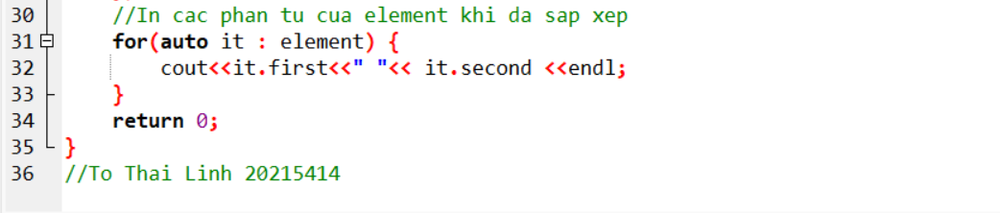 30 //In cac phan tu cua element khi da sap xep
31 for(auto it : element) {
32 cout<<it.first<<" "<< it.second <<endl;
33 }
34 return 0;
35 }
36 //To Thai Linh 20215414